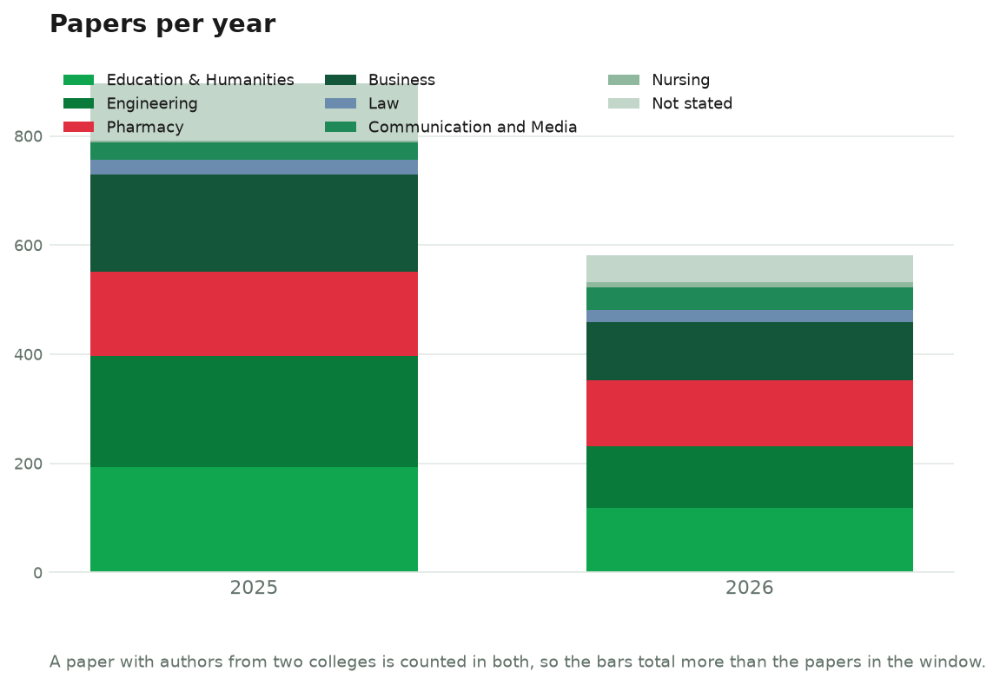 Papers per year
Education & Humanities Business Nursing
Engineering Law Not stated
Pharmacy Communication and Media
800
600
400
200
0
2025 2026
A paper with authors from two colleges is counted in both, so the bars total more than the papers in the window.